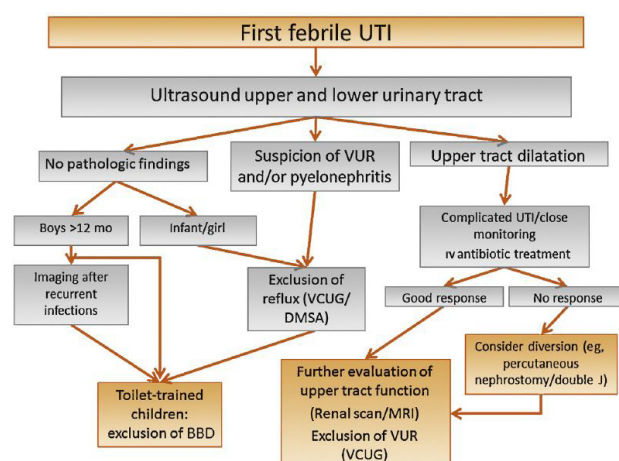 First febrile UTI
Ultrasound upper and lower urinary tract
No pathologic findings
Suspicion of VUR
and/or pyelonephritis
Upper tract dilatation
Boys >12 mo
Infant/girl
Complicated UTI/close
monitoring
IV antibiotic treatment
Imaging after
recurrent
infections
Exclusion of
reflux (VCUG/
DMSA)
Good response
No response
Toilet-trained
children:
exclusion of BBD
Further evaluation of
upper tract function
(Renal scan/MRI)
Exclusion of VUR
(VCUG)
Consider diversion (eg,
percutaneous
nephrostomy/double J)